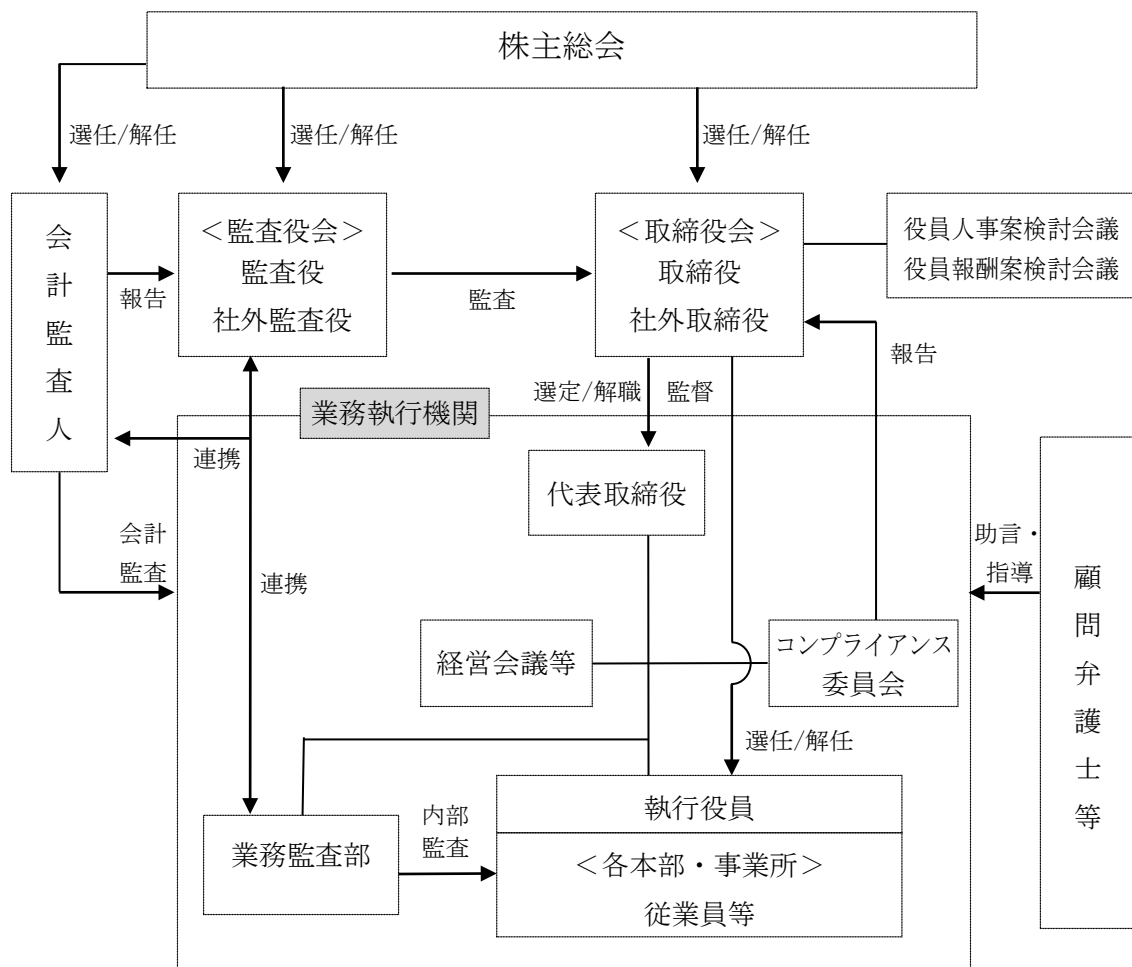 株主総会
選任/解任
選任/解任
選任/解任
会計監査人
＜監査役会＞
監査役
社外監査役
＜取締役会＞
取締役
社外取締役
役員人事案検討会議
役員報酬案検討会議
報告
監査
報告
選定/解職
監督
業務執行機関
連携
代表取締役
会計
監査
連携
助言・
指導
顧問弁護士等
経営会議等
コンプライアンス
委員会
選任/解任
執行役員
内部
監査
業務監査部
＜各本部・事業所＞
従業員等